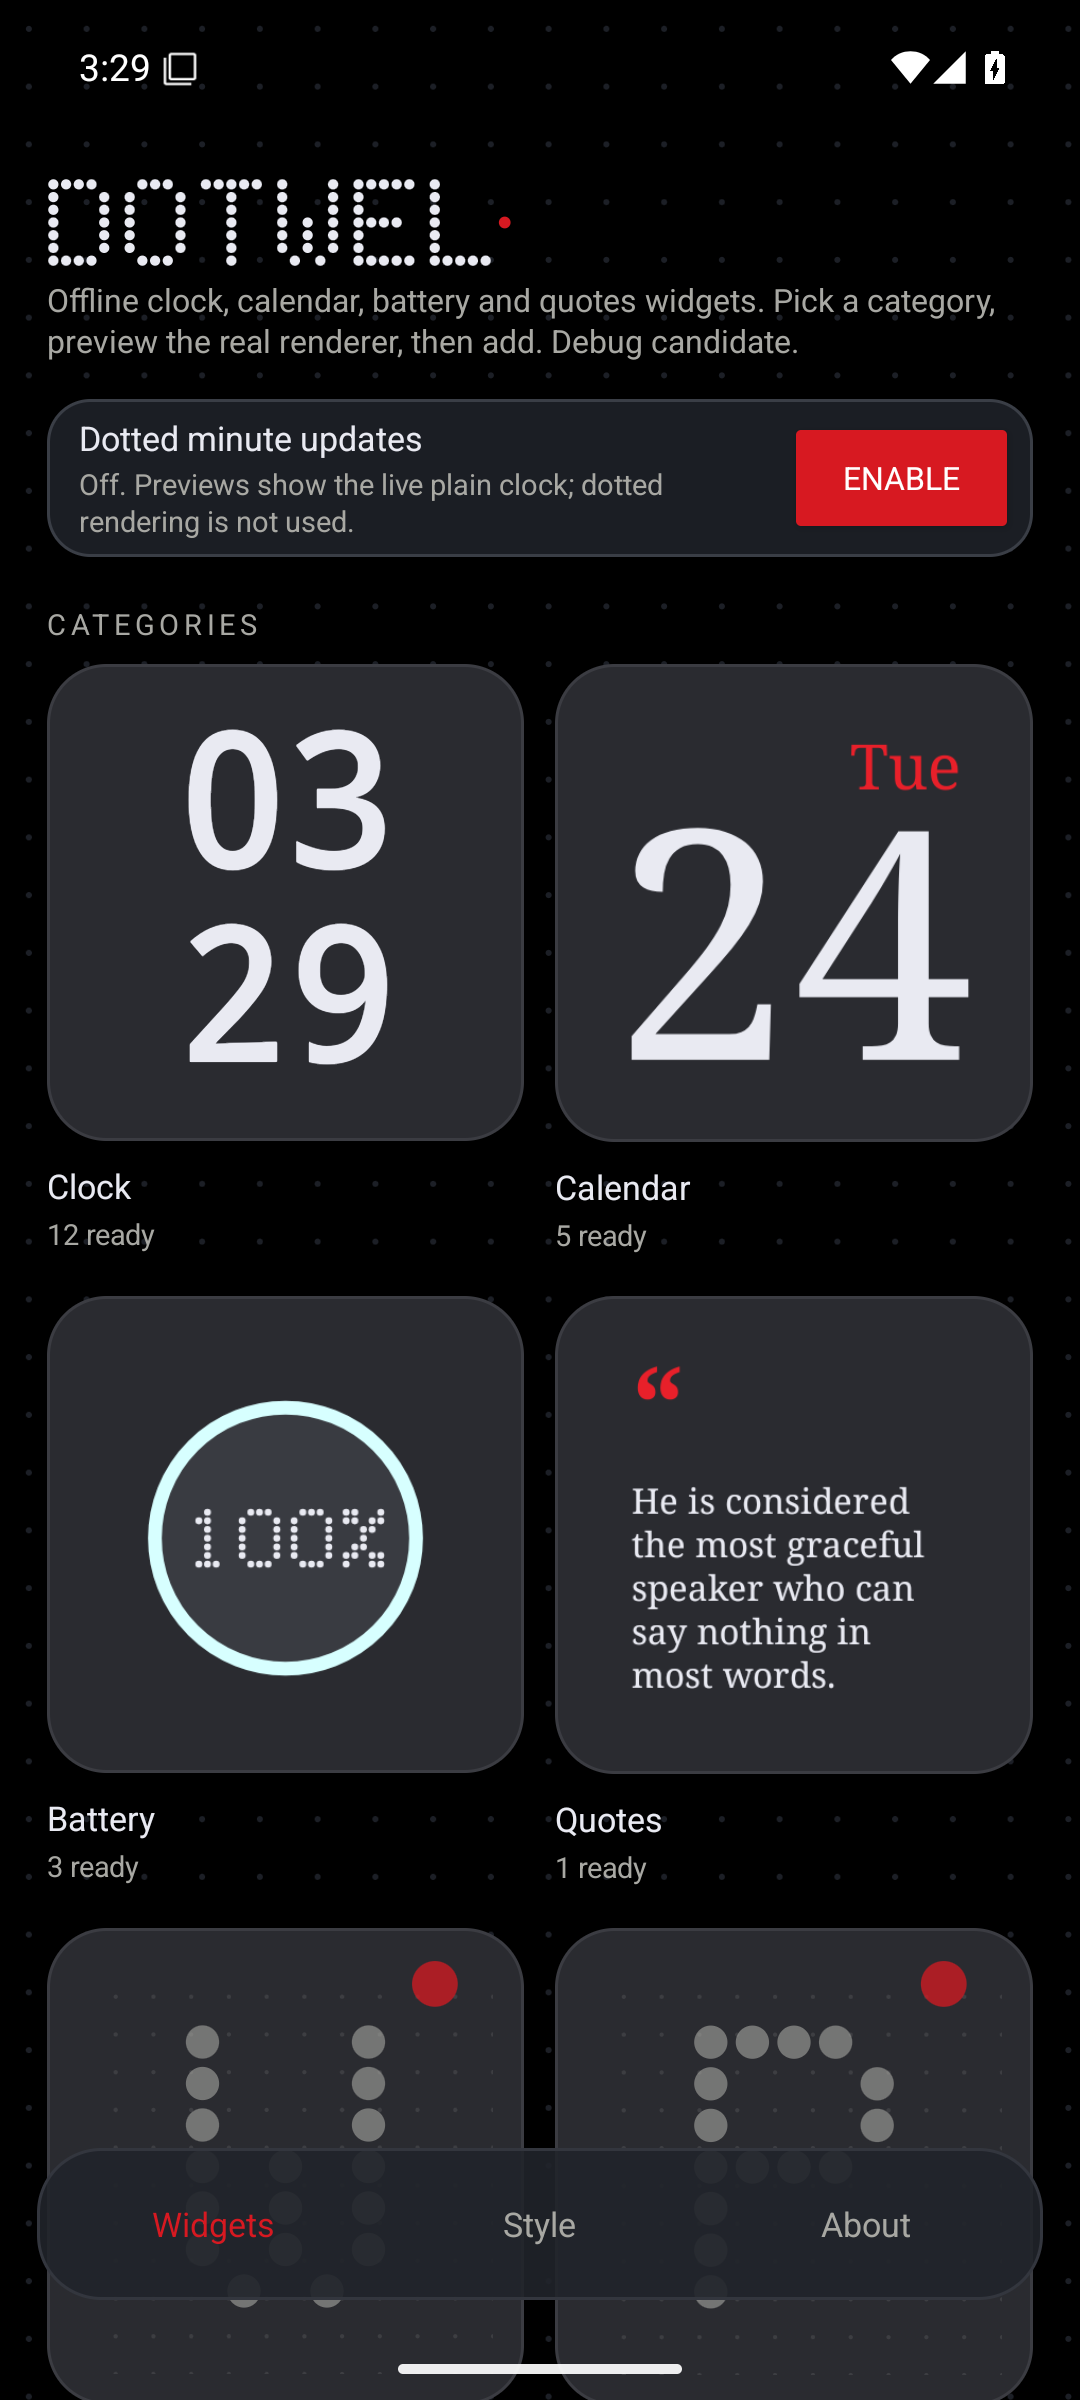 3:29
DOTWEL
Offline clock, calendar, battery and quotes widgets. Pick a category,
preview the real renderer, then add. Debug candidate.
Dotted minute updates
Off. Previews show the live plain clock; dotted
rendering is not used.
ENABLE
CATEGORIES
03
29
Tue
24
Clock
12 ready
Calendar
5 ready
100%
“
He is considered
the most graceful
speaker who can
say nothing in
most words.
Battery
3 ready
Quotes
1 ready
W
P
Widgets
Style
About